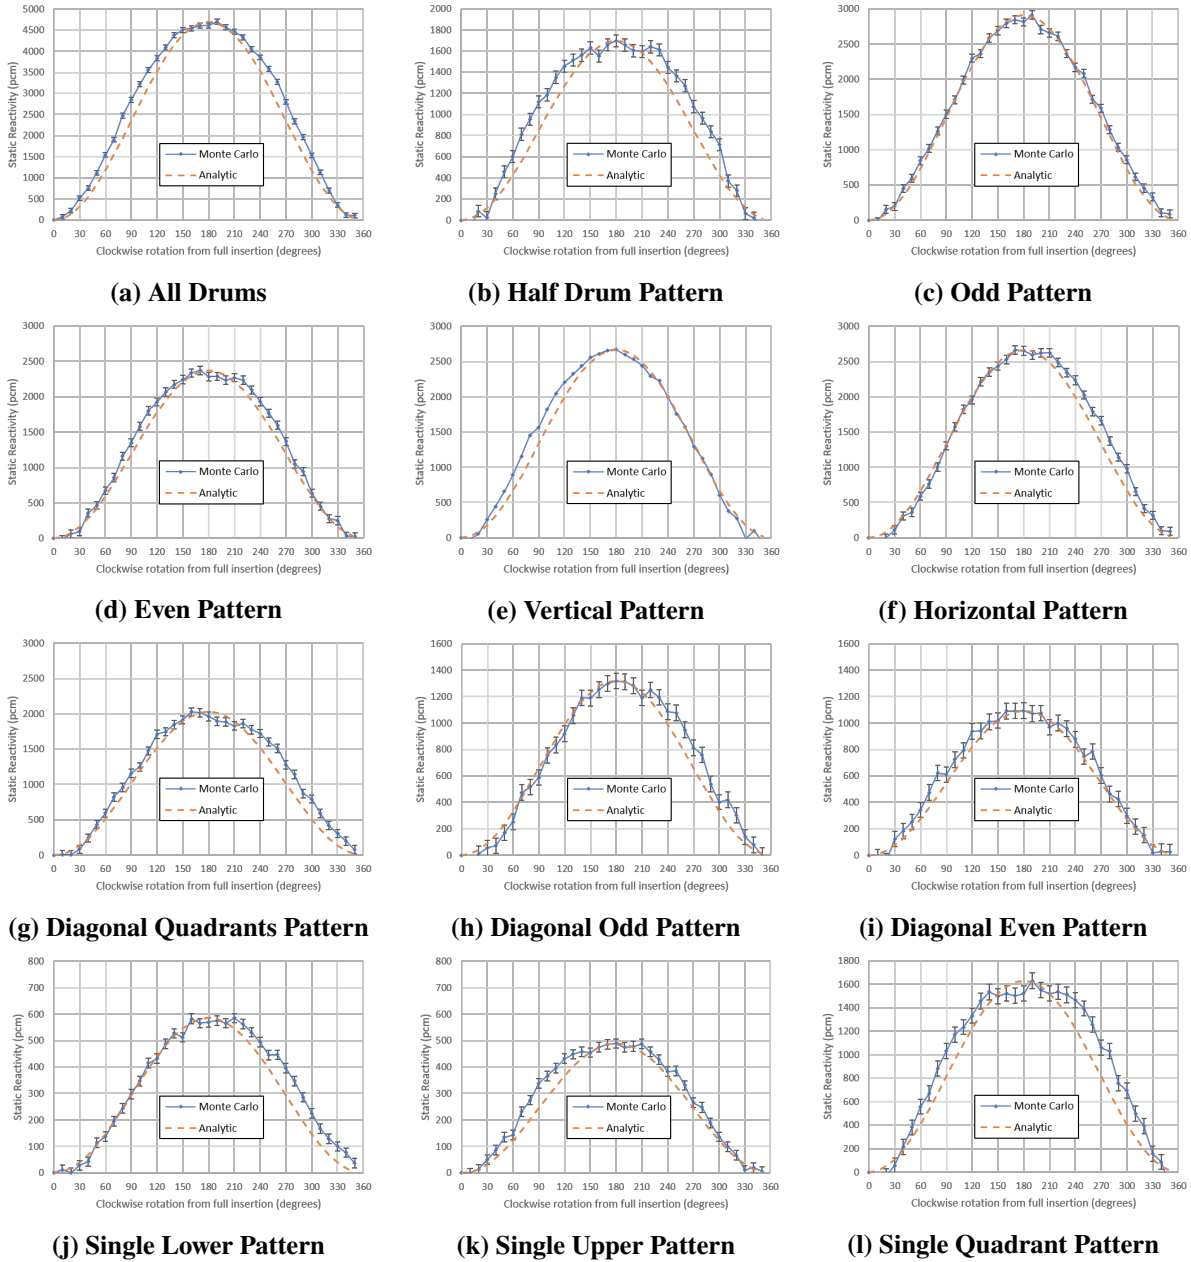 Static Reactivity (pcm)
5000
4500
4000
3500
3000
2500
2000
1500
1000
500
0
Monte Carlo
Analytic
0 30 60 90 120 150 180 210 240 270 300 330 360
Clockwise rotation from full insertion (degrees)
(a) All Drums
Static Reactivity (pcm)
2000
1800
1600
1400
1200
1000
800
600
400
200
0
Monte Carlo
Analytic
0 30 60 90 120 150 180 210 240 270 300 330 360
Clockwise rotation from full insertion (degrees)
(b) Half Drum Pattern
Static Reactivity (pcm)
3000
2500
2000
1500
1000
500
0
Monte Carlo
Analytic
0 30 60 90 120 150 180 210 240 270 300 330 360
Clockwise rotation from full insertion (degrees)
(c) Odd Pattern
Static Reactivity (pcm)
3000
2500
2000
1500
1000
500
0
Monte Carlo
Analytic
0 30 60 90 120 150 180 210 240 270 300 330 360
Clockwise rotation from full insertion (degrees)
(d) Even Pattern
Static Reactivity (pcm)
3000
2500
2000
1500
1000
500
0
Monte Carlo
Analytic
0 30 60 90 120 150 180 210 240 270 300 330 360
Clockwise rotation from full insertion (degrees)
(e) Vertical Pattern
Static Reactivity (pcm)
3000
2500
2000
1500
1000
500
0
Monte Carlo
Analytic
0 30 60 90 120 150 180 210 240 270 300 330 360
Clockwise rotation from full insertion (degrees)
(f) Horizontal Pattern
Static Reactivity (pcm)
3000
2500
2000
1500
1000
500
0
Monte Carlo
Analytic
0 30 60 90 120 150 180 210 240 270 300 330 360
Clockwise rotation from full insertion (degrees)
(g) Diagonal Quadrants Pattern
Static Reactivity (pcm)
1600
1400
1200
1000
800
600
400
200
0
Monte Carlo
Analytic
0 30 60 90 120 150 180 210 240 270 300 330 360
Clockwise rotation from full insertion (degrees)
(h) Diagonal Odd Pattern
Static Reactivity (pcm)
1600
1400
1200
1000
800
600
400
200
0
Monte Carlo
Analytic
0 30 60 90 120 150 180 210 240 270 300 330 360
Clockwise rotation from full insertion (degrees)
(i) Diagonal Even Pattern
Static Reactivity (pcm)
800
700
600
500
400
300
200
100
0
Monte Carlo
Analytic
0 30 60 90 120 150 180 210 240 270 300 330 360
Clockwise rotation from full insertion (degrees)
(j) Single Lower Pattern
Static Reactivity (pcm)
800
700
600
500
400
300
200
100
0
Monte Carlo
Analytic
0 30 60 90 120 150 180 210 240 270 300 330 360
Clockwise rotation from full insertion (degrees)
(k) Single Upper Pattern
Static Reactivity (pcm)
1800
1600
1400
1200
1000
800
600
400
200
0
Monte Carlo
Analytic
0 30 60 90 120 150 180 210 240 270 300 330 360
Clockwise rotation from full insertion (degrees)
(l) Single Quadrant Pattern